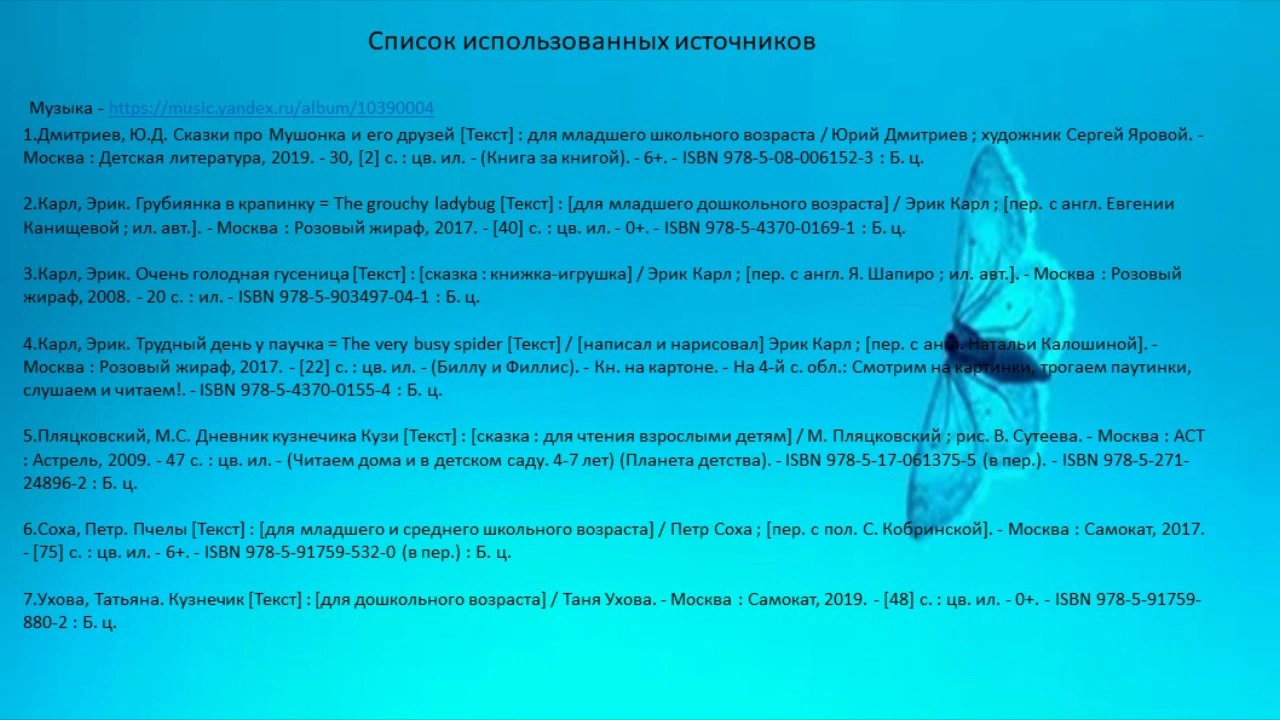 Список использованных источников
Музыка - https://music.yandex.ru/album/10390004
1.Дмитриев, Ю.Д. Сказки про Мушонка и его друзей [Текст] : для младшего школьного возраста / Юрий Дмитриев ; художник Сергей Яровой. -
Москва : Детская литература, 2019. - 30, [2] с. : цв. ил. - (Книга за книгой). - 6+. - ISBN 978-5-08-006152-3 : Б. ц.
2.Карл, Эрик. Грубиянка в крапинку = The grouchy ladybug [Текст] : [для младшего дошкольного возраста] / Эрик Карл ; [пер. с англ. Евгении
Канищевой ; ил. авт.]. - Москва : Розовый жираф, 2017. - [40] с. : цв. ил. - 0+. - ISBN 978-5-4370-0169-1 : Б. ц.
3.Карл, Эрик. Очень голодная гусеница [Текст] : [сказка : книжка-игрушка] / Эрик Карл ; [пер. с англ. Я. Шапиро ; ил. авт.]. - Москва : Розовый
жираф, 2008. - 20 с. : ил. - ISBN 978-5-903497-04-1 : Б. ц.
4.Карл, Эрик. Трудный день у паучка = The very busy spider [Текст] / [написал и нарисовал] Эрик Карл ; [пер. с англ. Натальи Калошиной]. -
Москва : Розовый жираф, 2017. - [22] с. : цв. ил. - (Биллу и Филлис). - Кн. на картоне. - На 4-й с. обл.: Смотрим на картинки, трогаем паутинки,
слушаем и читаем!. - ISBN 978-5-4370-0155-4 : Б. ц.
5.Пляцковский, М.С. Дневник кузнечика Кузи [Текст] : [сказка : для чтения взрослыми детям] / М. Пляцковский ; рис. В. Сутеева. - Москва : АСТ
: Астрель, 2009. - 47 с. : цв. ил. - (Читаем дома и в детском саду. 4-7 лет) (Планета детства). - ISBN 978-5-17-061375-5 (в пер.). - ISBN 978-5-271-
24896-2 : Б. ц.
6.Соха, Петр. Пчелы [Текст] : [для младшего и среднего школьного возраста] / Петр Соха ; [пер. с пол. С. Кобринской]. - Москва : Самокат, 2017.
- [75] с. : цв. ил. - 6+. - ISBN 978-5-91759-532-0 (в пер.) : Б. ц.
7.Ухова, Татьяна. Кузнечик [Текст] : [для дошкольного возраста] / Таня Ухова. - Москва : Самокат, 2019. - [48] с. : цв. ил. - 0+. - ISBN 978-5-91759-
880-2 : Б. ц.